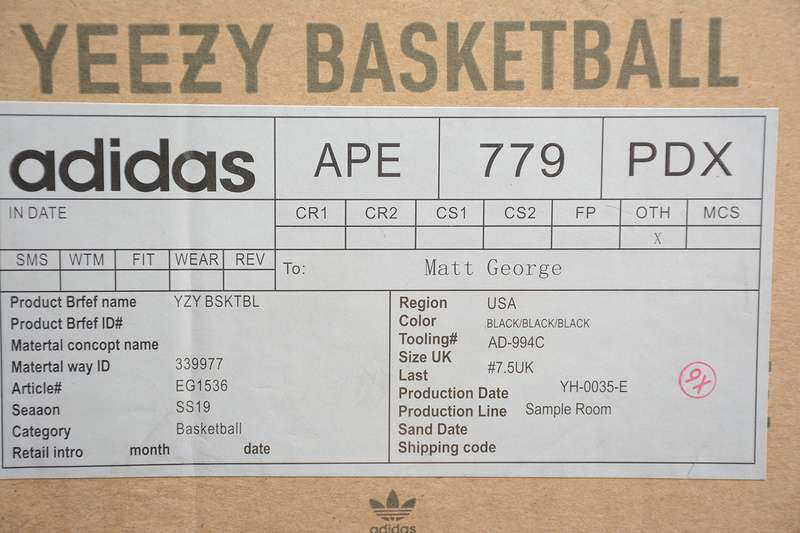 YEEZY BASKETBALL
adidas
APE 779 PDX
IN DATE
CR1 CR2 CS1 CS2 FP OTH MCS
X
SMS WTM FIT WEAR REV
To: Matt George
Product Brfef name YZY BSKTBL
Product Brfef ID#
Matertal concopt name
Matertal way ID 339977
Article# EG1536
Seaaon SS19
Category Basketball
Retail intro month date
Region USA
Color BLACK/BLACK/BLACK
Tooling# AD-994C
Size UK #7.5UK
Last
Production Date YH-0035-E
Production Line Sample Room
Sand Date
Shipping code
adidas